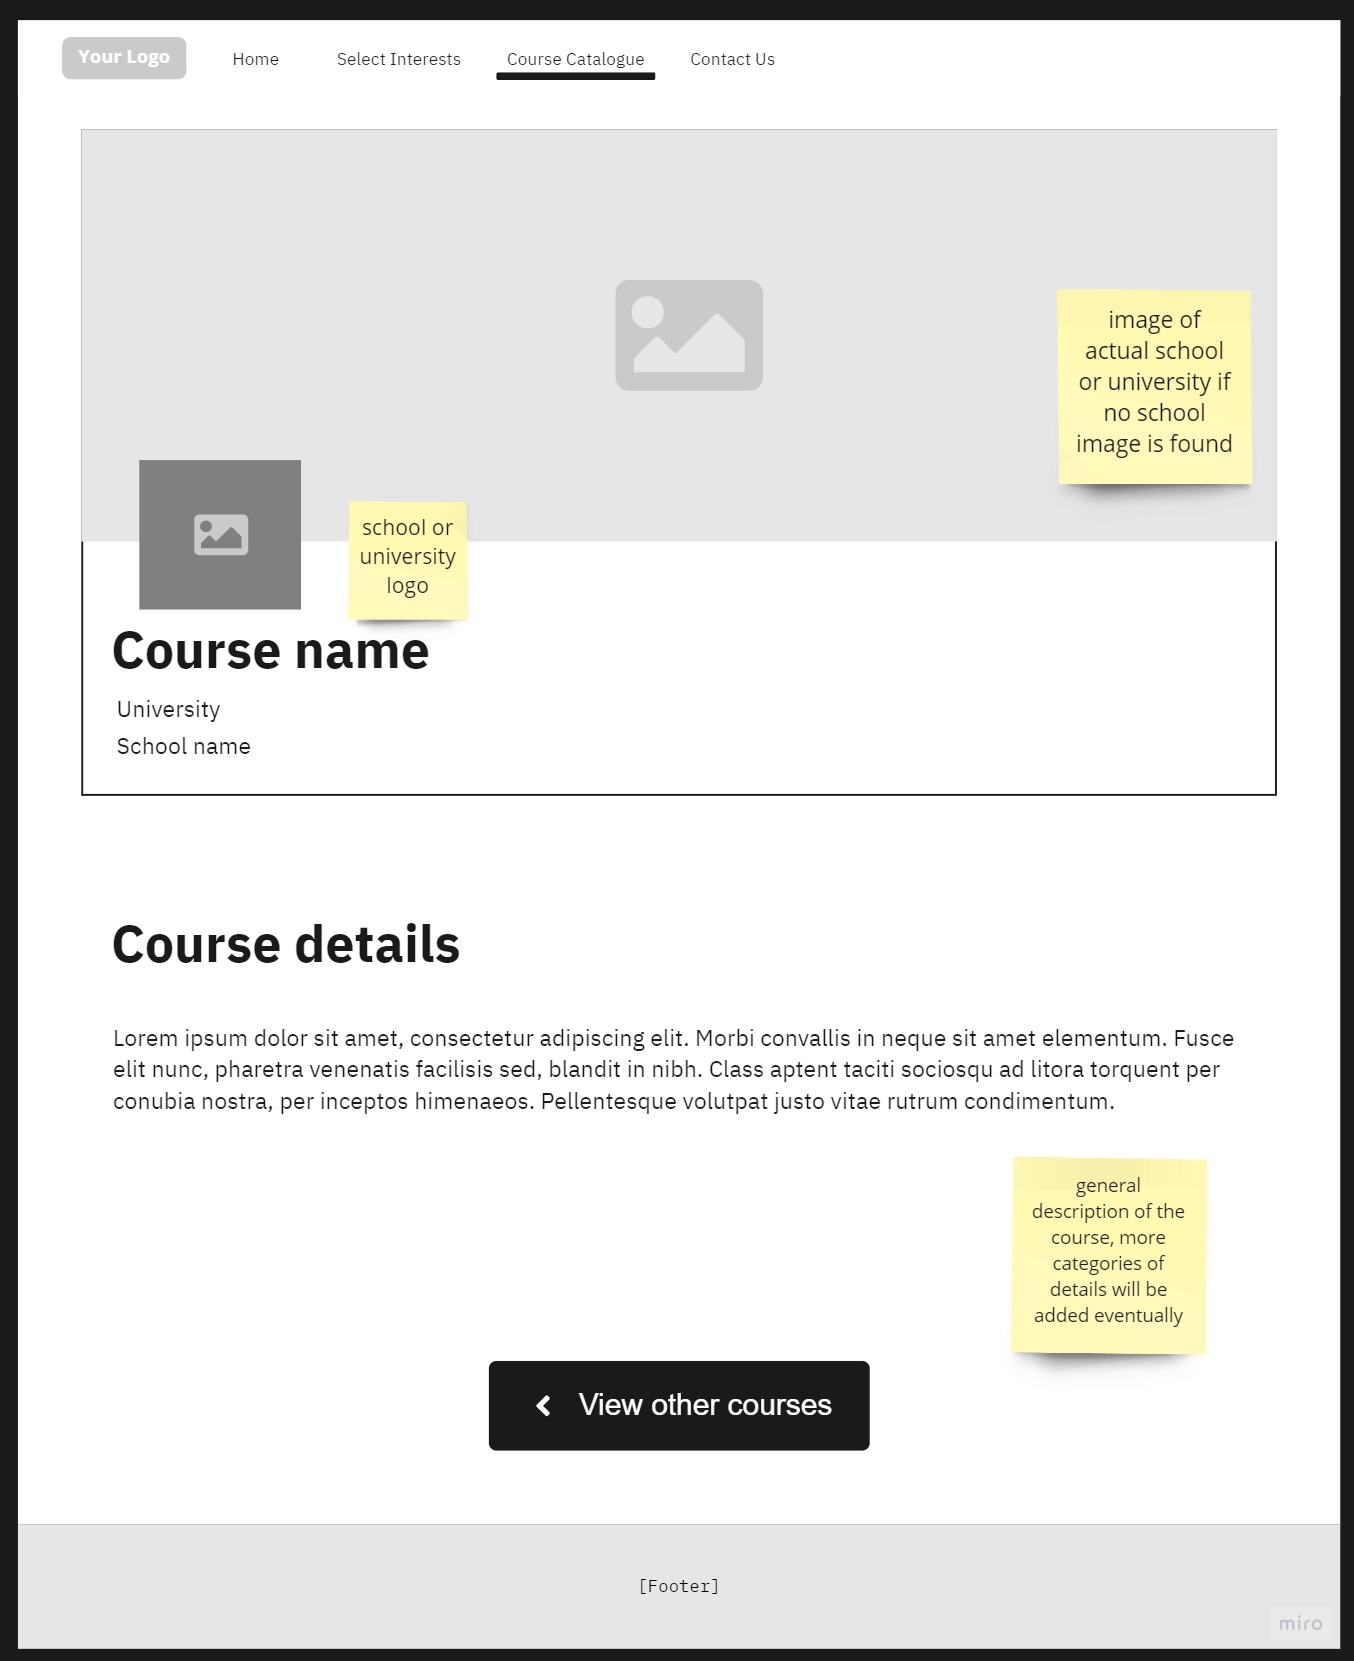 Your Logo
Home
Select Interests
Course Catalogue
Contact Us
image of
actual school
or university if
no school
image is found
school or
university
logo
Course name
University
School name
Course details
Lorem ipsum dolor sit amet, consectetur adipiscing elit. Morbi convallis in neque sit amet elementum. Fusce
elit nunc, pharetra venenatis facilisis sed, blandit in nibh. Class aptent taciti sociosqu ad litora torquent per
conubia nostra, per inceptos himenaeos. Pellentesque volutpat justo vitae rutrum condimentum.
general
description of the
course, more
categories of
details will be
added eventually
View other courses
[Footer]
miro